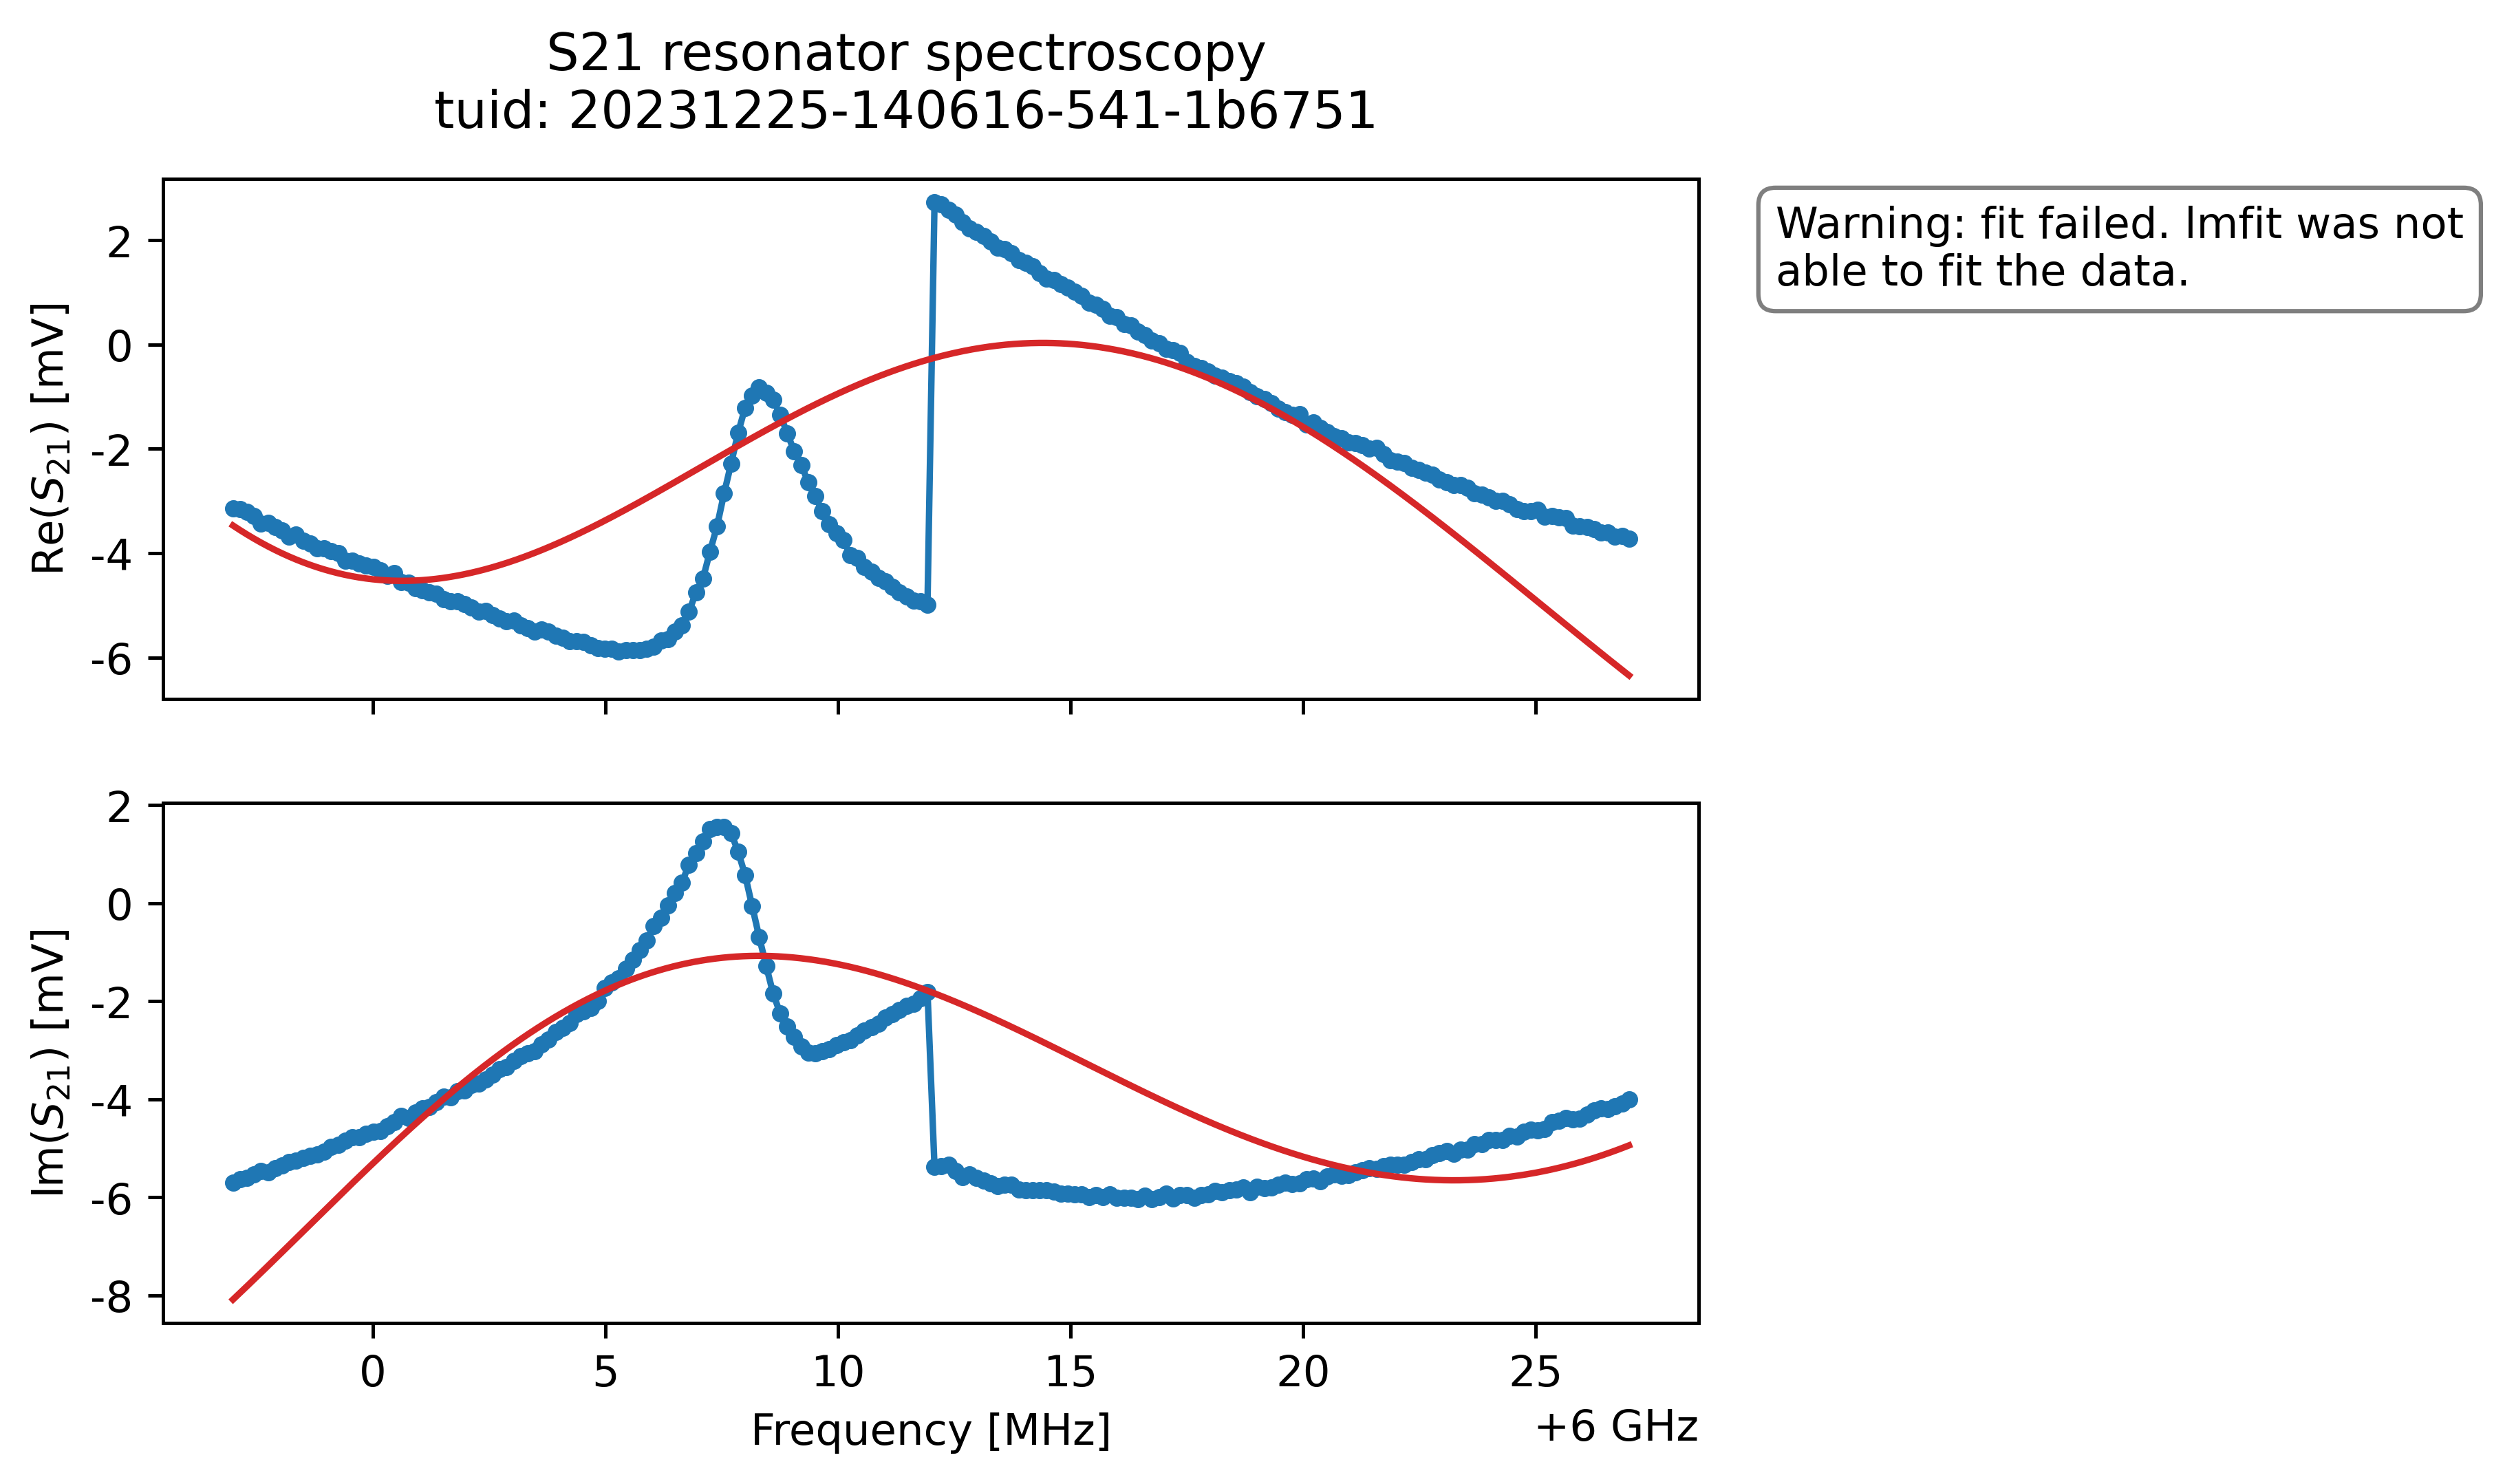 S21 resonator spectroscopy
tuid: 20231225-140616-541-1b6751
Warning: fit failed. lmfit was not
able to fit the data.
Re(S₂₁) [mV]
2
0
-2
-4
-6
Im(S₂₁) [mV]
2
0
-2
-4
-6
-8
0 5 10 15 20 25
Frequency [MHz]
+6 GHz